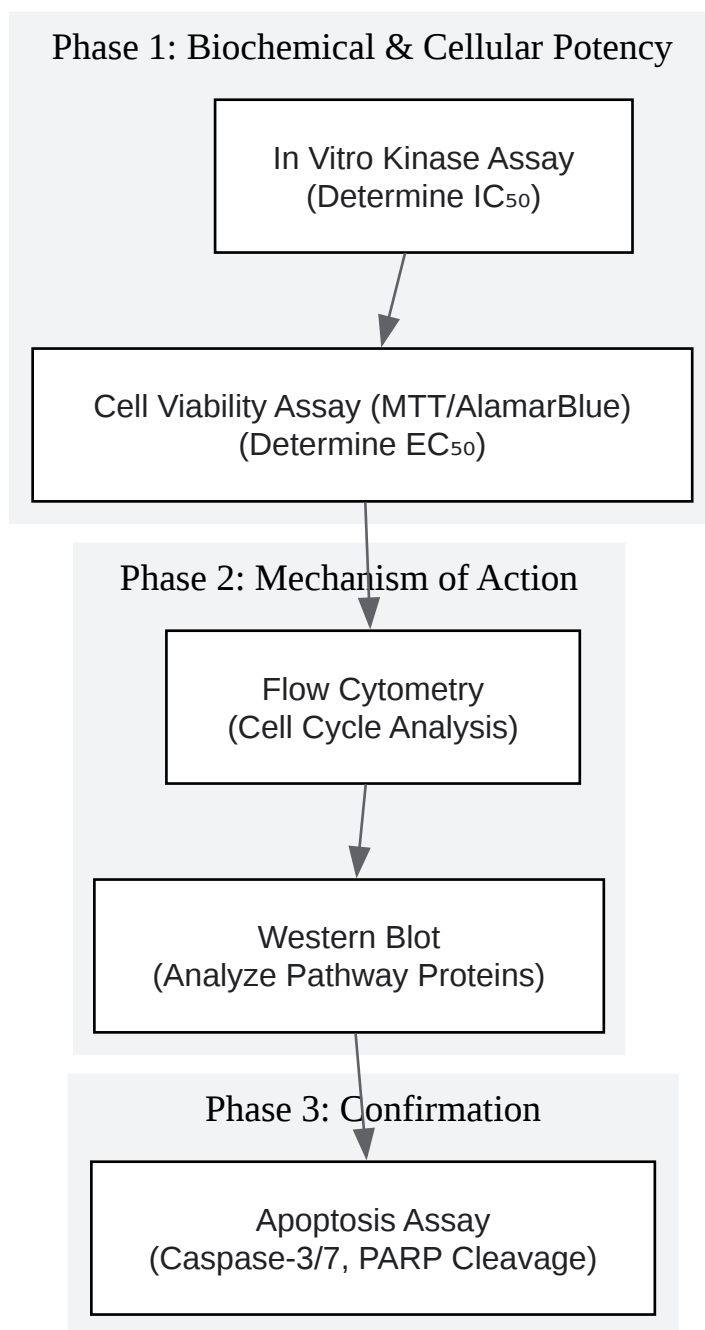 Phase 1: Biochemical & Cellular Potency
In Vitro Kinase Assay
(Determine IC₅₀)
Cell Viability Assay (MTT/AlamarBlue)
(Determine EC₅₀)
Phase 2: Mechanism of Action
Flow Cytometry
(Cell Cycle Analysis)
Western Blot
(Analyze Pathway Proteins)
Phase 3: Confirmation
Apoptosis Assay
(Caspase-3/7, PARP Cleavage)